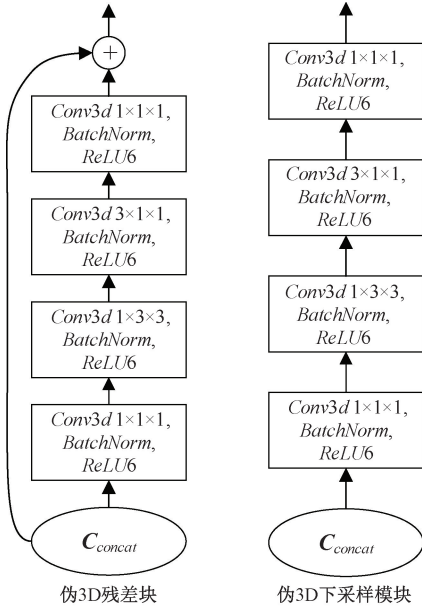 +
Conv3d 1×1×1,
BatchNorm,
ReLU6
Conv3d 3×1×1,
BatchNorm,
ReLU6
Conv3d 1×3×3,
BatchNorm,
ReLU6
Conv3d 1×1×1,
BatchNorm,
ReLU6
C_concat
伪3D残差块
Conv3d 1×1×1,
BatchNorm,
ReLU6
Conv3d 3×1×1,
BatchNorm,
ReLU6
Conv3d 1×3×3,
BatchNorm,
ReLU6
Conv3d 1×1×1,
BatchNorm,
ReLU6
C_concat
伪3D下采样模块